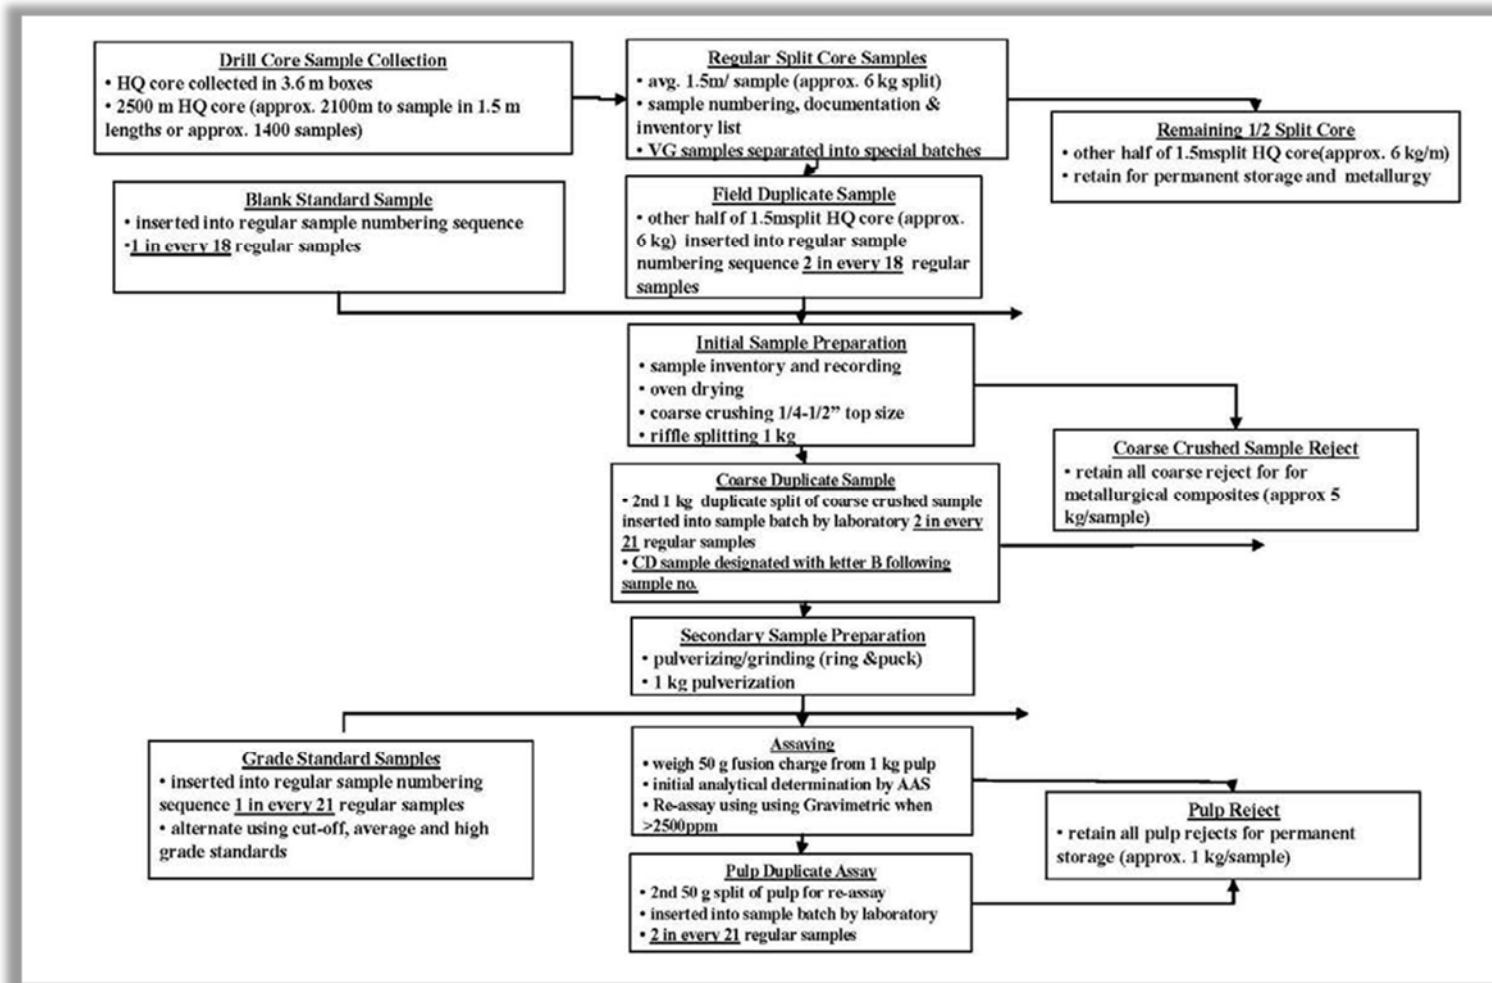 Drill Core Sample Collection
• HQ core collected in 3.6 m boxes
• 2500 m HQ core (approx. 2100m to sample in 1.5 m
lengths or approx. 1400 samples)
Regular Split Core Samples
• avg. 1.5m/ sample (approx. 6 kg split)
• sample numbering, documentation &
inventory list
• VG samples separated into special batches
Remaining 1/2 Split Core
• other half of 1.5msplit HQ core(approx. 6 kg/m)
• retain for permanent storage and metallurgy
Blank Standard Sample
• inserted into regular sample numbering sequence
•1 in every 18 regular samples
Field Duplicate Sample
• other half of 1.5msplit HQ core (approx.
6 kg) inserted into regular sample
numbering sequence 2 in every 18 regular
samples
Initial Sample Preparation
• sample inventory and recording
• oven drying
• coarse crushing 1/4-1/2” top size
• riffle splitting 1 kg
Coarse Crushed Sample Reject
• retain all coarse reject for for
metallurgical composites (approx 5
kg/sample)
Coarse Duplicate Sample
• 2nd 1 kg duplicate split of coarse crushed sample
inserted into sample batch by laboratory 2 in every
21 regular samples
• CD sample designated with letter B following
sample no.
Secondary Sample Preparation
• pulverizing/grinding (ring &puck)
• 1 kg pulverization
Grade Standard Samples
• inserted into regular sample numbering
sequence 1 in every 21 regular samples
• alternate using cut-off, average and high
grade standards
Assaying
• weigh 50 g fusion charge from 1 kg pulp
• initial analytical determination by AAS
• Re-assay using using Gravimetric when
>2500ppm
Pulp Reject
• retain all pulp rejects for permanent
storage (approx. 1 kg/sample)
Pulp Duplicate Assay
• 2nd 50 g split of pulp for re-assay
• inserted into sample batch by laboratory
• 2 in every 21 regular samples